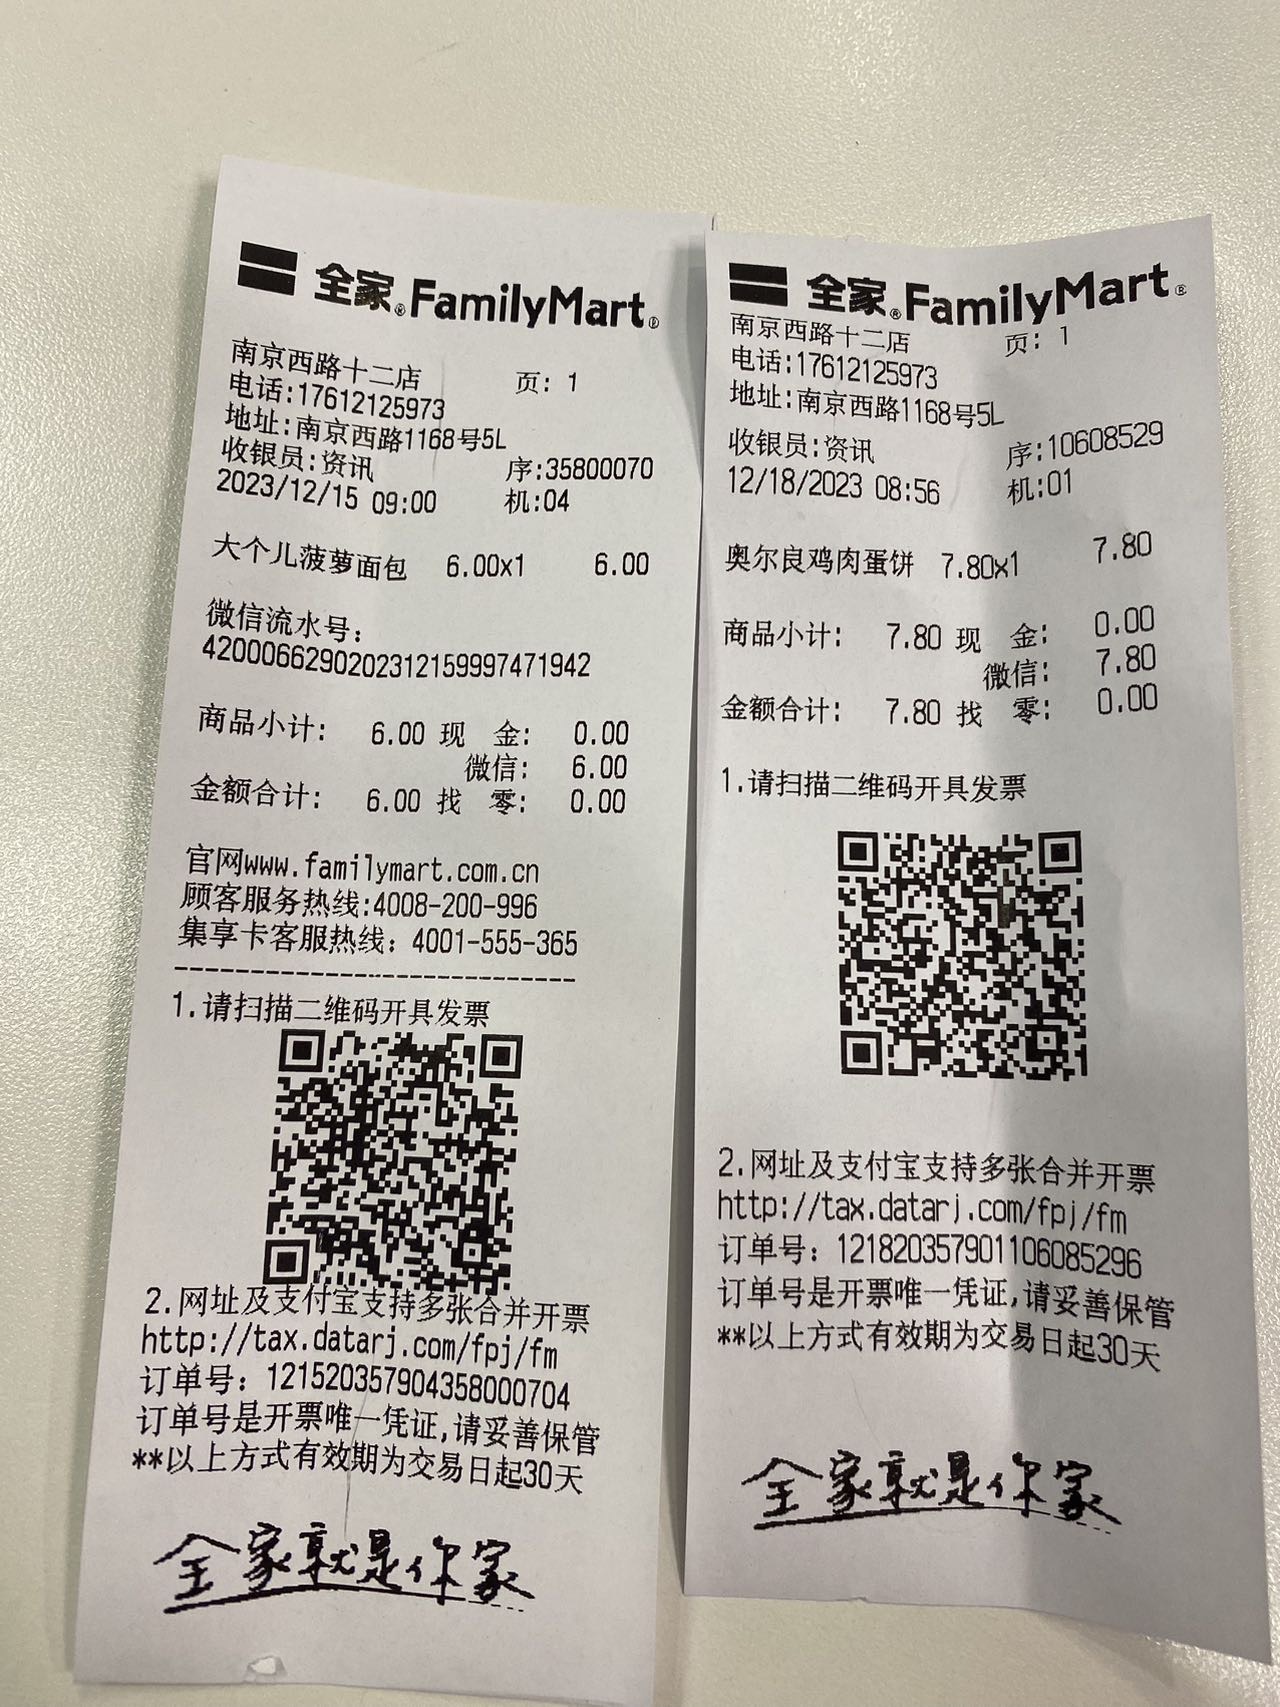 全家®FamilyMart®
南京西路十二店 页: 1
电话:17612125973
地址:南京西路1168号5L
收银员:资讯 序:35800070
2023/12/15 09:00 机:04
大个儿菠萝面包 6.00x1 6.00
微信流水号:
4200066290202312159997471942
商品小计: 6.00 现 金: 0.00
微信: 6.00
金额合计: 6.00 找 零: 0.00
官网www.familymart.com.cn
顾客服务热线:4008-200-996
集享卡客服热线: 4001-555-365
--------------------------
1.请扫描二维码开具发票
2.网址及支付宝支持多张合并开票
http://tax.datarj.com/fpj/fm
订单号: 121520357904358000704
订单号是开票唯一凭证,请妥善保管
**以上方式有效期为交易日起30天
全家就是你家
全家®FamilyMart®
南京西路十二店 页: 1
电话:17612125973
地址:南京西路1168号5L
收银员:资讯 序:10608529
12/18/2023 08:56 机:01
奥尔良鸡肉蛋饼 7.80x1 7.80
商品小计: 7.80 现 金: 0.00
微信: 7.80
金额合计: 7.80 找 零: 0.00
1.请扫描二维码开具发票
2.网址及支付宝支持多张合并开票
http://tax.datarj.com/fpj/fm
订单号: 121820357901106085296
订单号是开票唯一凭证,请妥善保管
**以上方式有效期为交易日起30天
全家就是你家